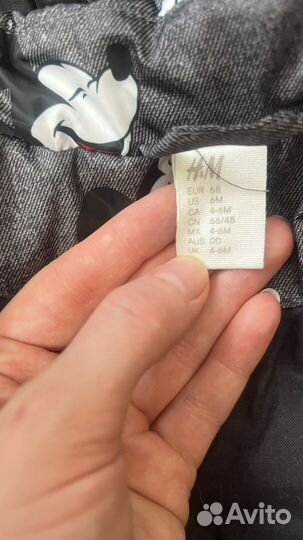 H&M
EUR 68
US 6M
CA 4-6M
CN 66/48
MX 4-6M
AUS 00
UK 4-6M
Avito